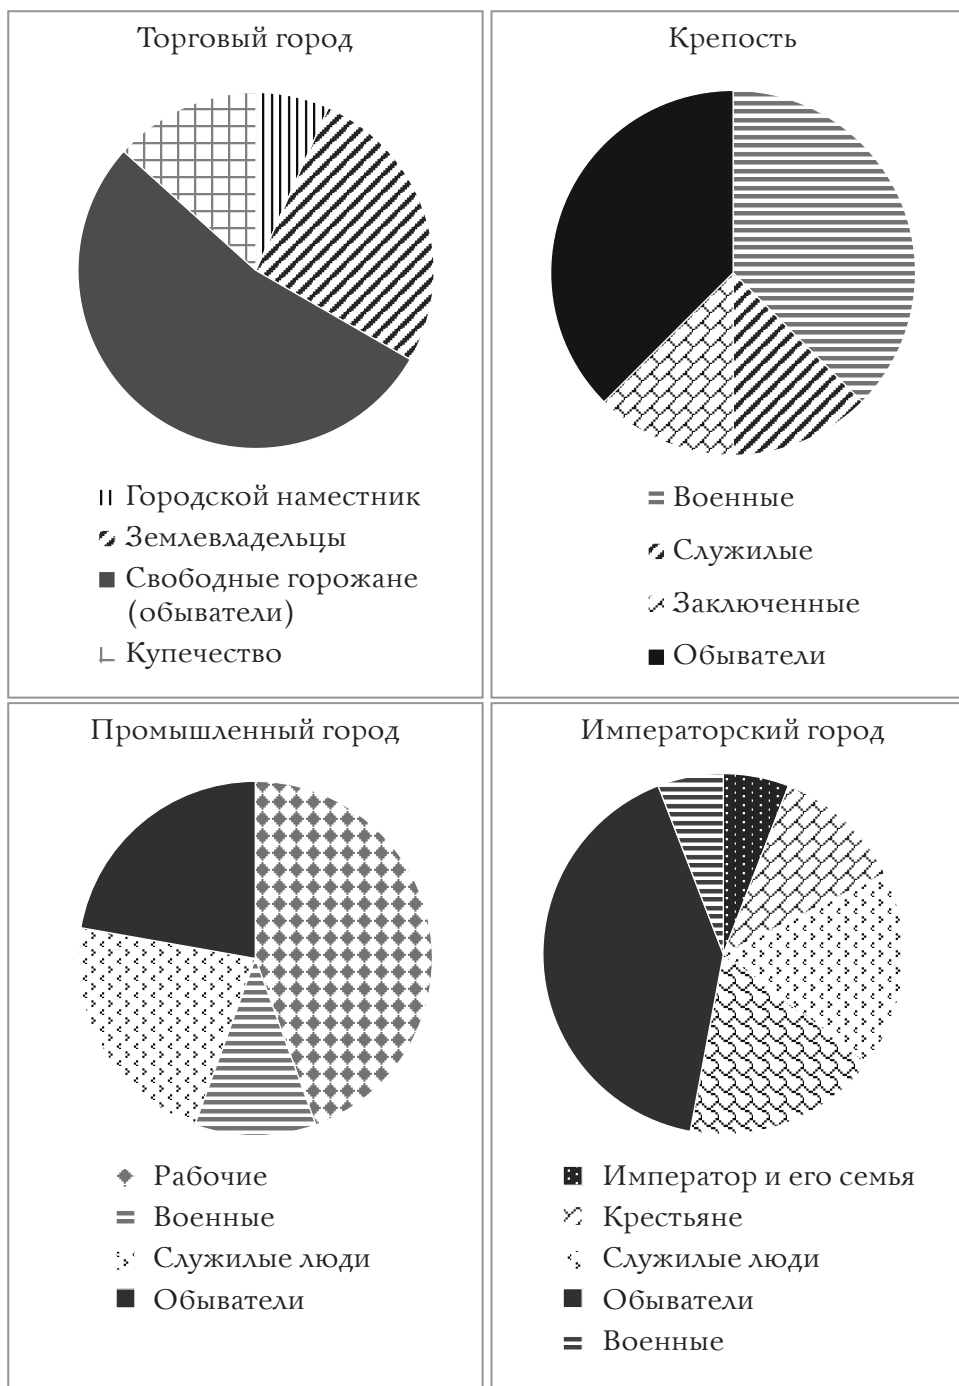 Торговый город
Городской наместник
Землевладельцы
Свободные горожане
(обыватели)
Купечество
Крепость
Военные
Служилые
Заключенные
Обыватели
Промышленный город
Рабочие
Военные
Служилые люди
Обыватели
Императорский город
Император и его семья
Крестьяне
Служилые люди
Обыватели
Военные